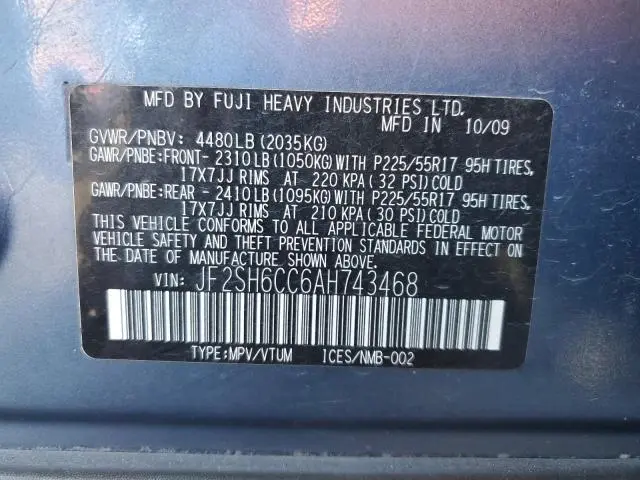 MFD BY FUJI HEAVY INDUSTRIES LTD.
MFD IN 10/09
GVWR/PNBV: 4480LB(2035KG)
GAWR/PNBE:FRONT- 2310LB(1050KG)WITH P225/55R17 95H TIRES,
17X7JJ RIMS AT 220 KPA( 32 PSI)COLD
GAWR/PNBE:REAR - 2410LB(1095KG)WITH P225/55R17 95H TIRES,
17X7JJ RIMS AT 210 KPA( 30 PSI)COLD
THIS VEHICLE CONFORMS TO ALL APPLICABLE FEDERAL MOTOR
VEHICLE SAFETY AND THEFT PREVENTION STANDARDS IN EFFECT ON
THE DATE OF MANUFACTURE SHOWN ABOVE.
VIN: JF2SH6CC6AH743468
TYPE:MPV/VTUM ICES/NMB-002